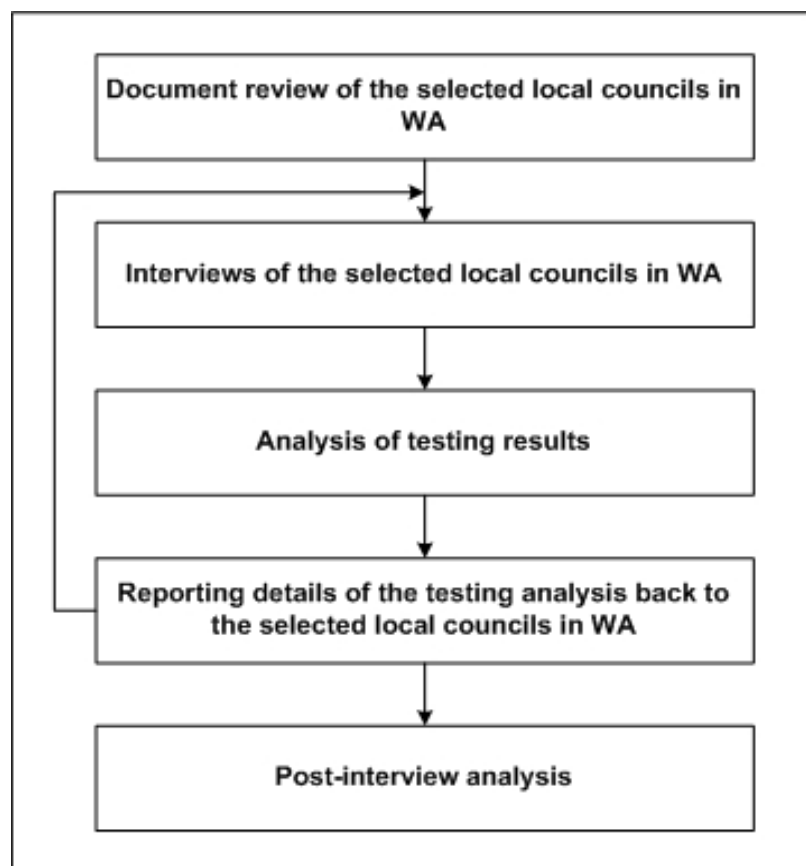 Document review of the selected local councils in
WA
Interviews of the selected local councils in WA
Analysis of testing results
Reporting details of the testing analysis back to
the selected local councils in WA
Post-interview analysis